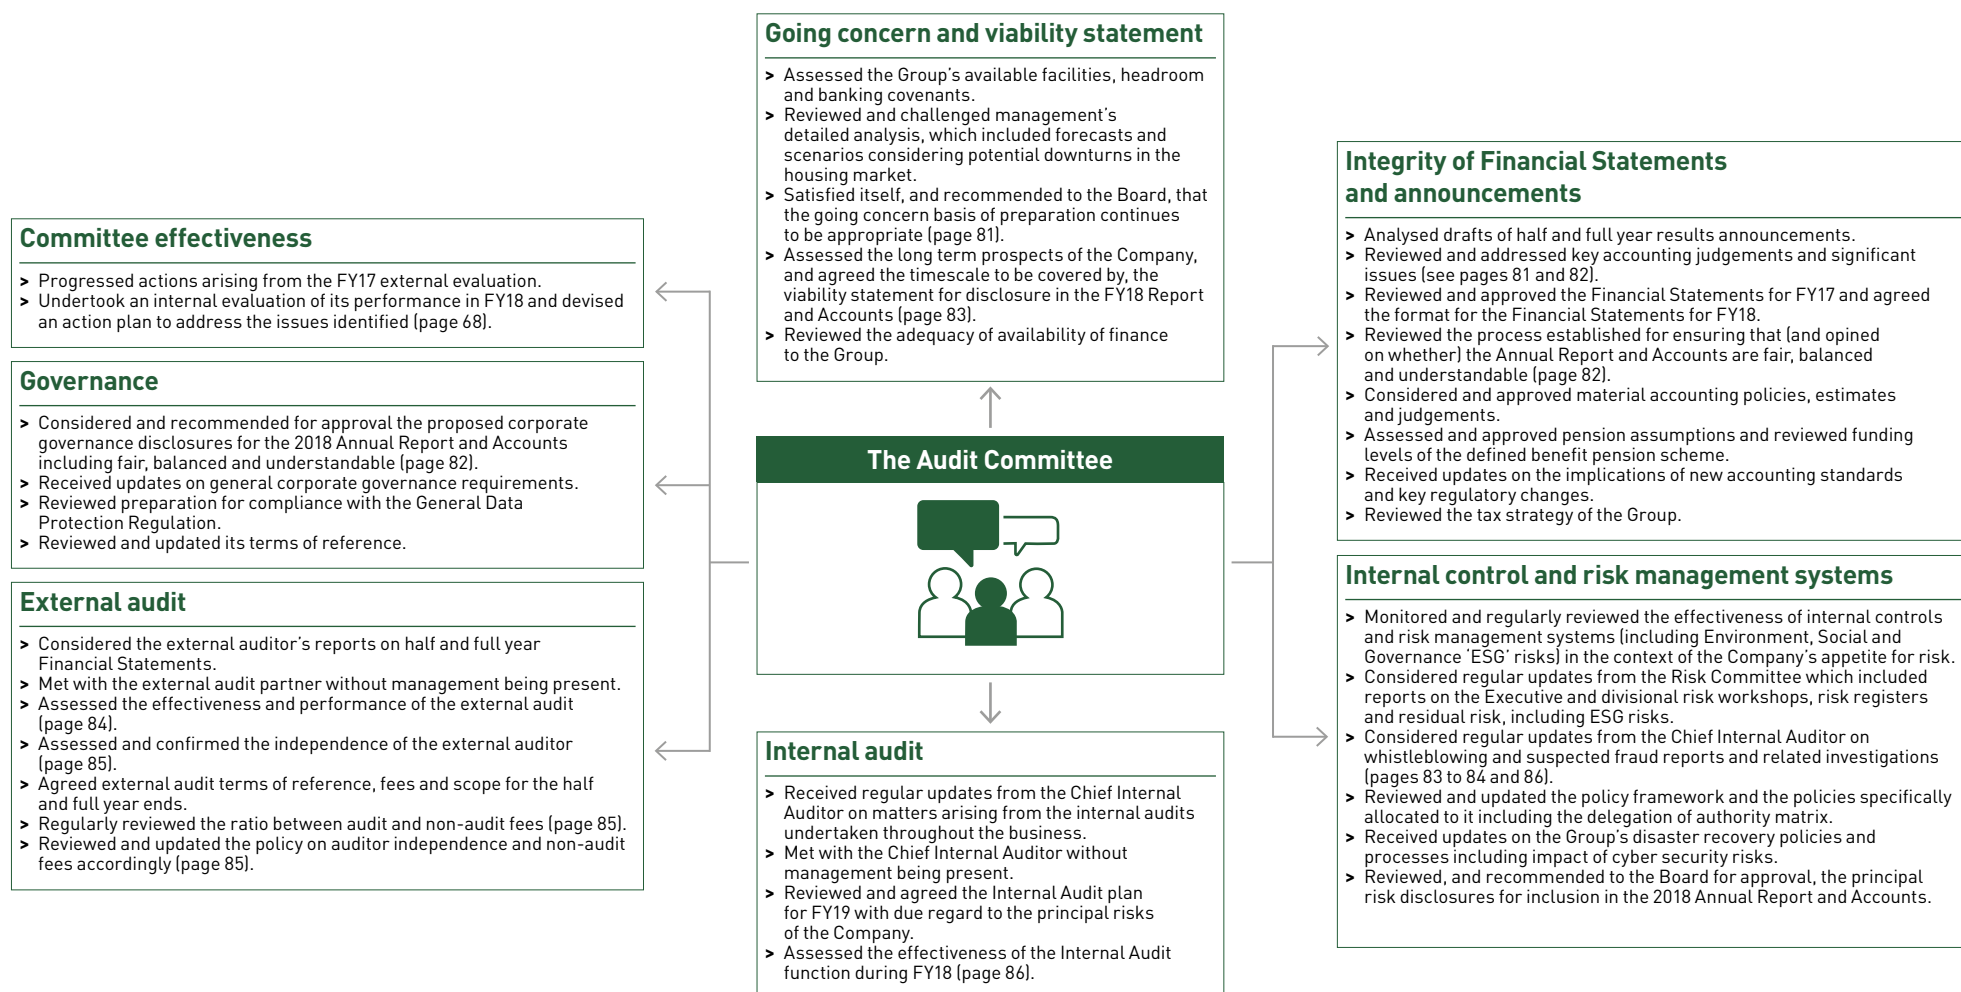 Going concern and viability statement
> Assessed the Group's available facilities, headroom
and banking covenants.
> Reviewed and challenged management's
detailed analysis, which included forecasts and
scenarios considering potential downturns in the
housing market.
> Satisfied itself, and recommended to the Board, that
the going concern basis of preparation continues
to be appropriate (page 81).
> Assessed the long term prospects of the Company,
and agreed the timescale to be covered by, the
viability statement for disclosure in the FY18 Report
and Accounts (page 83).
> Reviewed the adequacy of availability of finance
to the Group.
Committee effectiveness
> Progressed actions arising from the FY17 external evaluation.
> Undertook an internal evaluation of its performance in FY18 and devised
an action plan to address the issues identified (page 68).
Governance
> Considered and recommended for approval the proposed corporate
governance disclosures for the 2018 Annual Report and Accounts
including fair, balanced and understandable (page 82).
> Received updates on general corporate governance requirements.
> Reviewed preparation for compliance with the General Data
Protection Regulation.
> Reviewed and updated its terms of reference.
External audit
> Considered the external auditor's reports on half and full year
Financial Statements.
> Met with the external audit partner without management being present.
> Assessed the effectiveness and performance of the external audit
(page 84).
> Assessed and confirmed the independence of the external auditor
(page 85).
> Agreed external audit terms of reference, fees and scope for the half
and full year ends.
> Regularly reviewed the ratio between audit and non-audit fees (page 85).
> Reviewed and updated the policy on auditor independence and non-audit
fees accordingly (page 85).
The Audit Committee
Internal audit
> Received regular updates from the Chief Internal
Auditor on matters arising from the internal audits
undertaken throughout the business.
> Met with the Chief Internal Auditor without
management being present.
> Reviewed and agreed the Internal Audit plan
for FY19 with due regard to the principal risks
of the Company.
> Assessed the effectiveness of the Internal Audit
function during FY18 (page 86).
Integrity of Financial Statements
and announcements
> Analysed drafts of half and full year results announcements.
> Reviewed and addressed key accounting judgements and significant
issues (see pages 81 and 82).
> Reviewed and approved the Financial Statements for FY17 and agreed
the format for the Financial Statements for FY18.
> Reviewed the process established for ensuring that (and opined
on whether) the Annual Report and Accounts are fair, balanced
and understandable (page 82).
> Considered and approved material accounting policies, estimates
and judgements.
> Assessed and approved pension assumptions and reviewed funding
levels of the defined benefit pension scheme.
> Received updates on the implications of new accounting standards
and key regulatory changes.
> Reviewed the tax strategy of the Group.
Internal control and risk management systems
> Monitored and regularly reviewed the effectiveness of internal controls
and risk management systems (including Environment, Social and
Governance 'ESG' risks) in the context of the Company's appetite for risk.
> Considered regular updates from the Risk Committee which included
reports on the Executive and divisional risk workshops, risk registers
and residual risk, including ESG risks.
> Considered regular updates from the Chief Internal Auditor on
whistleblowing and suspected fraud reports and related investigations
(pages 83 to 84 and 86).
> Reviewed and updated the policy framework and the policies specifically
allocated to it including the delegation of authority matrix.
> Received updates on the Group's disaster recovery policies and
processes including impact of cyber security risks.
> Reviewed, and recommended to the Board for approval, the principal
risk disclosures for inclusion in the 2018 Annual Report and Accounts.